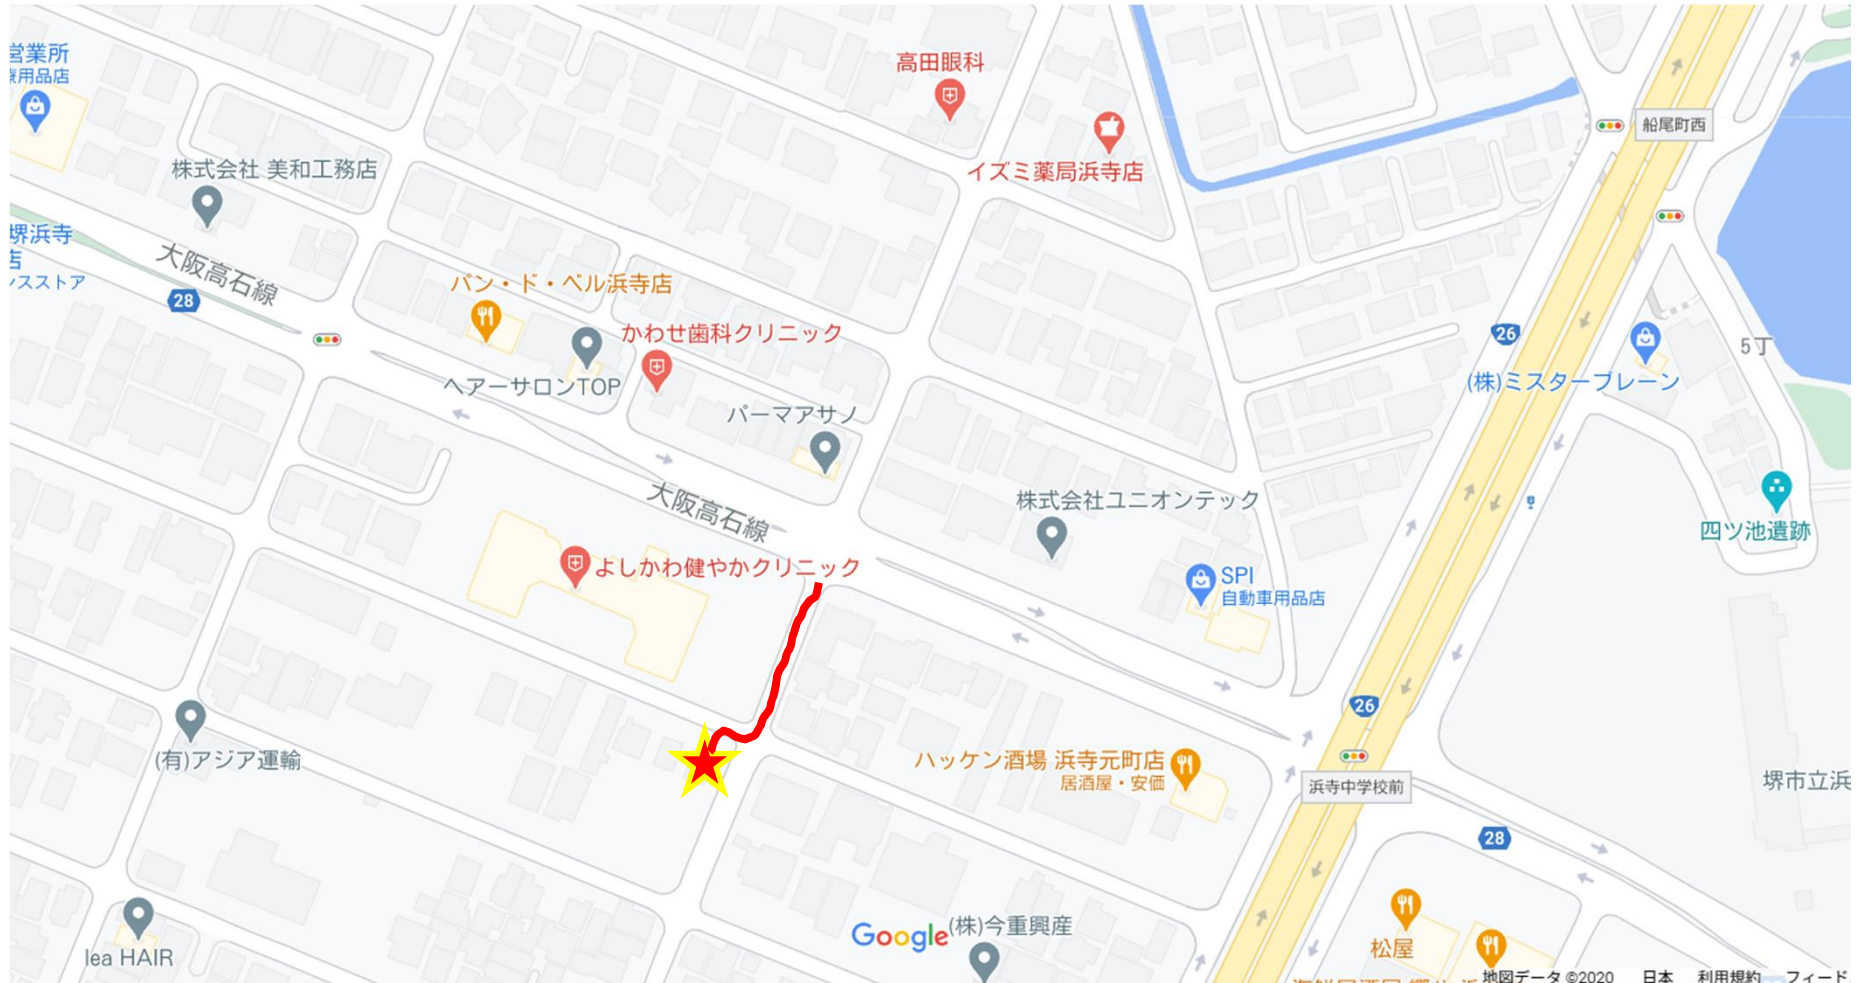 営業所
用品店
高田眼科
イズミ薬局浜寺店
船尾町西
株式会社 美和工務店
堺浜寺
店
ンスストア
大阪高石線
28
パン・ド・ベル浜寺店
かわせ歯科クリニック
ヘアーサロンTOP
パーマアサノ
26
(株)ミスターブレーン
5丁
大阪高石線
株式会社ユニオンテック
四ツ池遺跡
よしかわ健やかクリニック
SPI
自動車用品店
26
(有)アジア運輸
ハッケン酒場 浜寺元町店
居酒屋・安価
浜寺中学校前
堺市立浜
28
Google
(株)今重興産
松屋
lea HAIR
地図データ ©2020 日本 利用規約 フィード